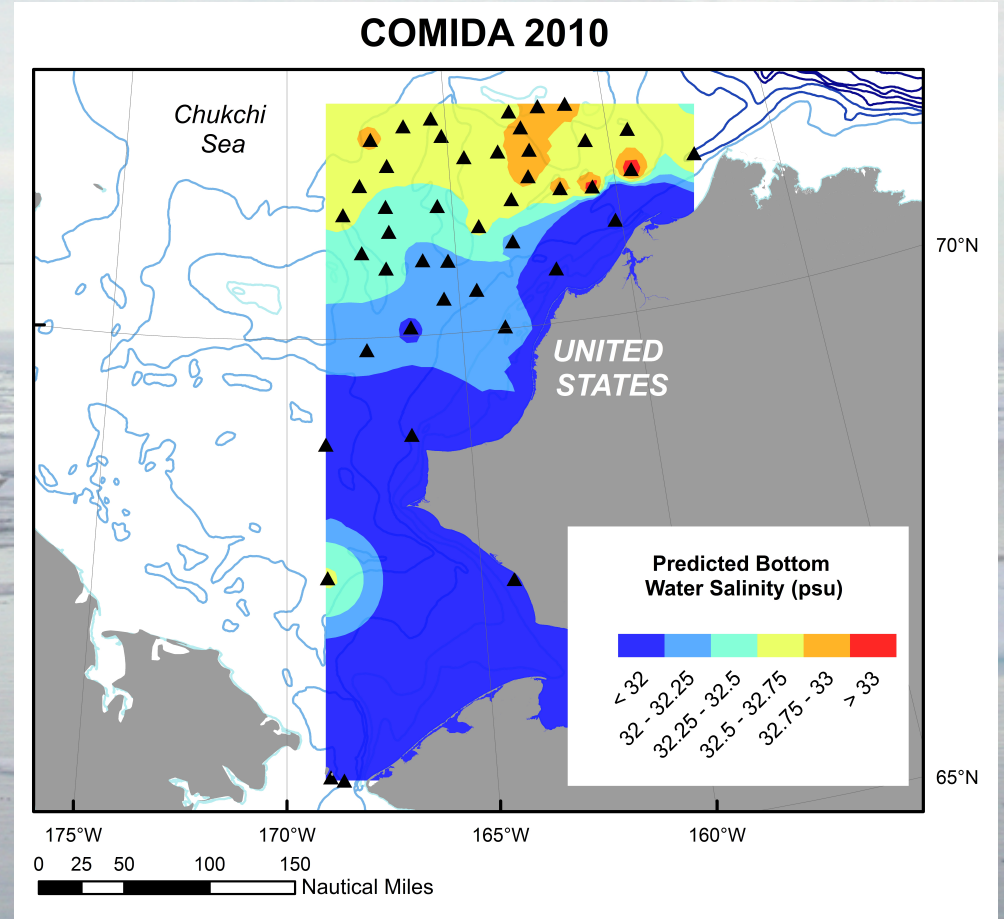 COMIDA 2010
Chukchi
Sea
70°N
UNITED
STATES
Predicted Bottom
Water Salinity (psu)
< 32
32 - 32.25
32.25 - 32.5
32.5 - 32.75
32.75 - 33
> 33
65°N
175°W
170°W
165°W
160°W
0 25 50 100 150
Nautical Miles